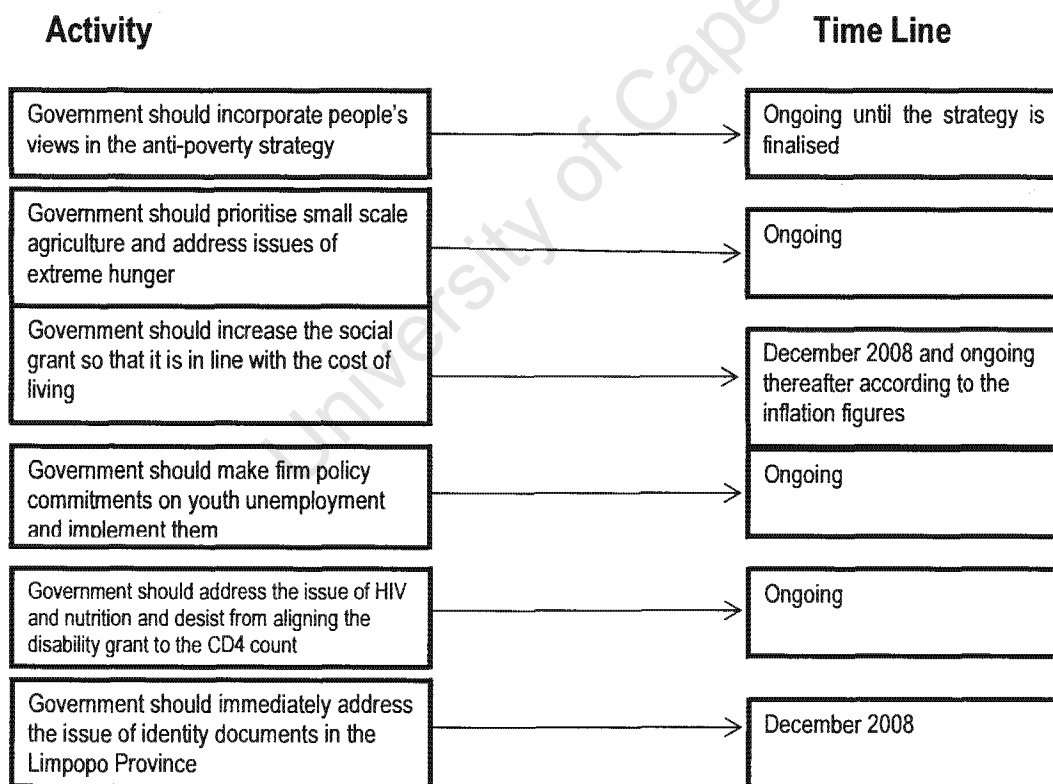 Activity
Time Line
Government should incorporate people's
views in the anti-poverty strategy
Ongoing until the strategy is
finalised
Government should prioritise small scale
agriculture and address issues of
extreme hunger
Ongoing
Government should increase the social
grant so that it is in line with the cost of
living
December 2008 and ongoing
thereafter according to the
inflation figures
Government should make firm policy
commitments on youth unemployment
and implement them
Ongoing
Government should address the issue of HIV
and nutrition and desist from aligning the
disability grant to the CD4 count
Ongoing
Government should immediately address
the issue of identity documents in the
Limpopo Province
December 2008
University of Cape